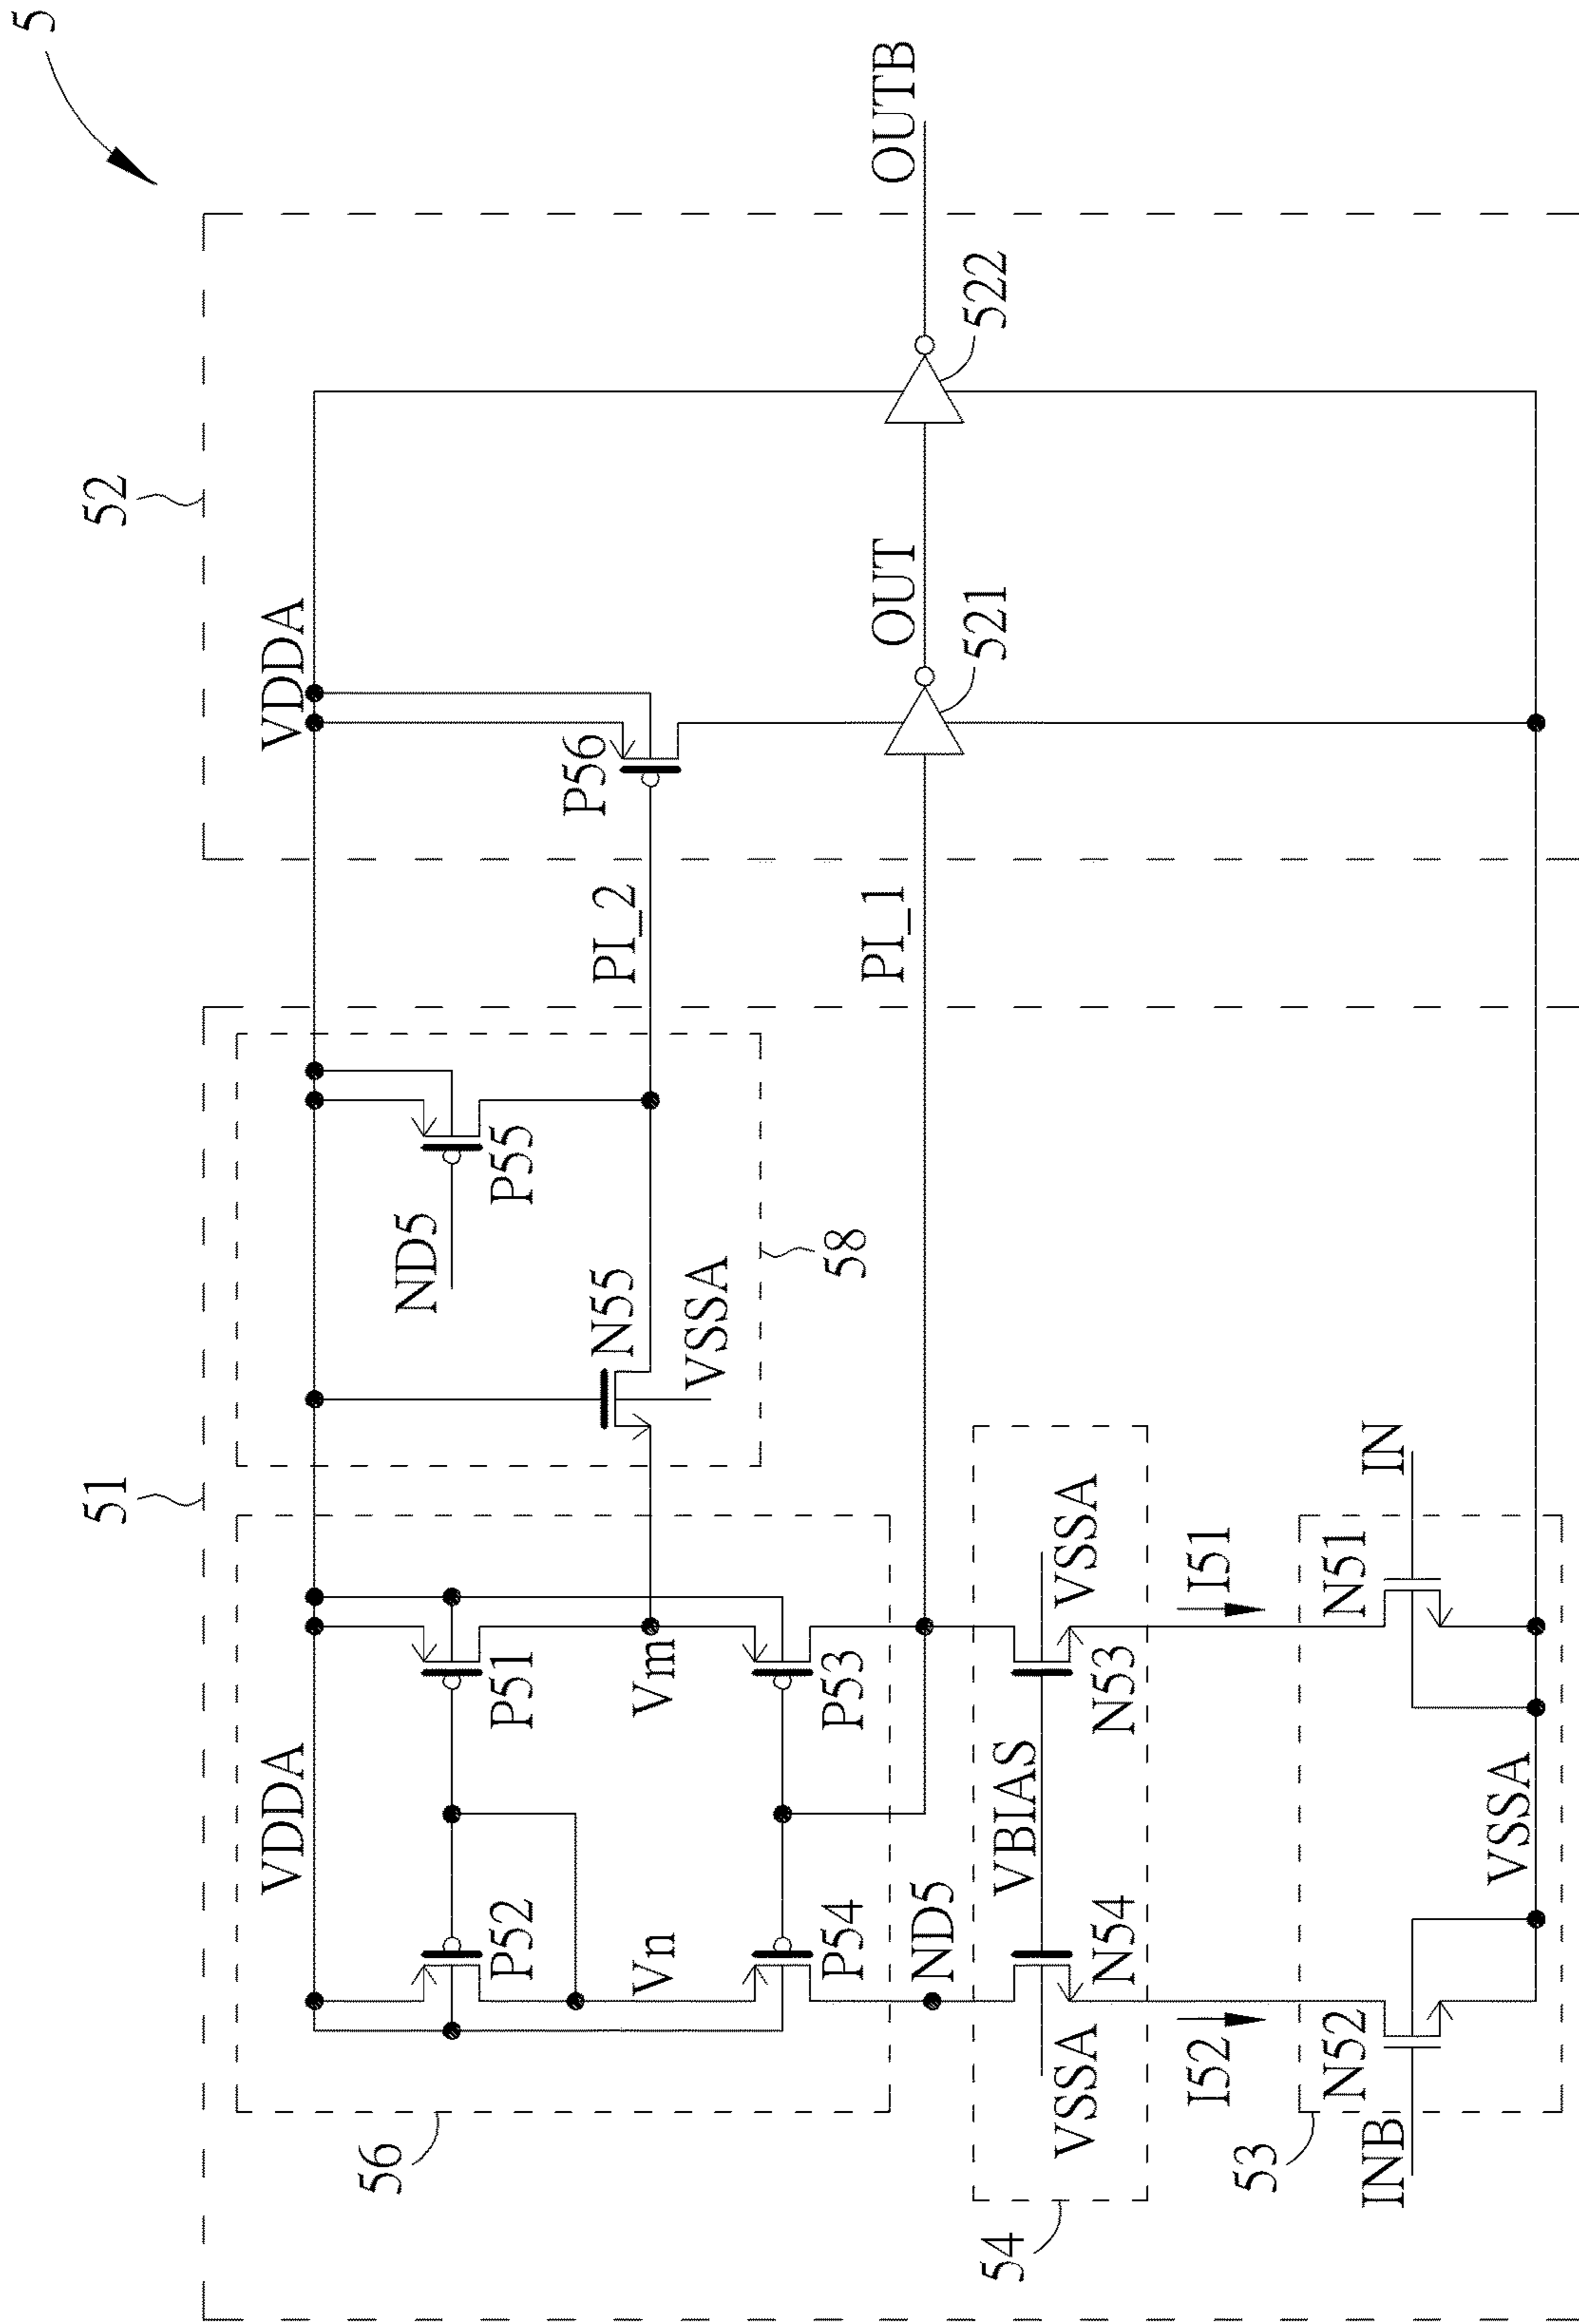 5
52
51
VDDA
VDDA
P52
P51
Vn
Vm
P54
P53
56
ND5
P55
N55
VSSA
58
PI_2
P56
PI_1
521
OUT
522
OUTB
ND5
VBIAS
N54
N53
VSSA
VSSA
54
I52
I51
N52
N51
INB
IN
53
VSSA